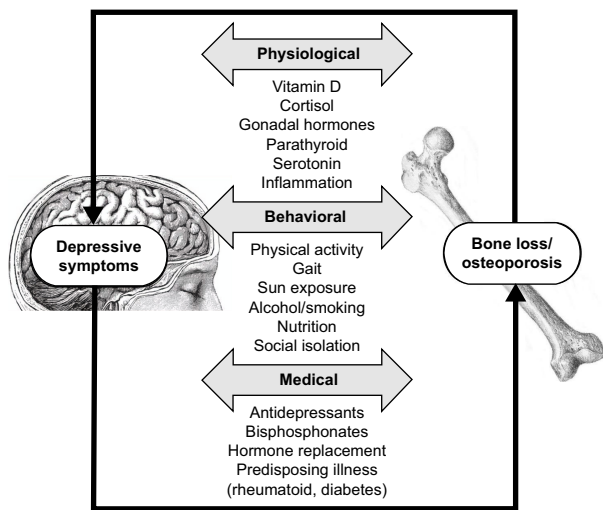 Physiological
Vitamin D
Cortisol
Gonadal hormones
Parathyroid
Serotonin
Inflammation
Depressive
symptoms
Behavioral
Physical activity
Gait
Sun exposure
Alcohol/smoking
Nutrition
Social isolation
Bone loss/
osteoporosis
Medical
Antidepressants
Bisphosphonates
Hormone replacement
Predisposing illness
(rheumatoid, diabetes)